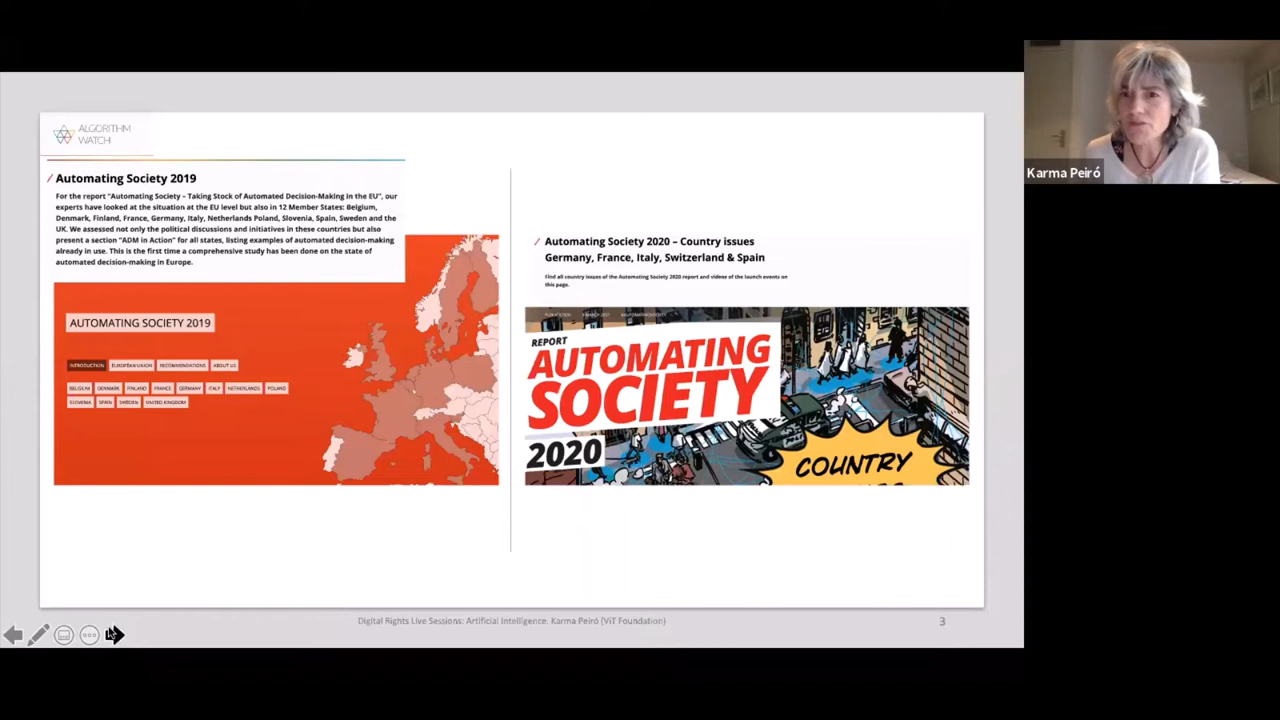 ALGORITHM
WATCH
Automating Society 2019
For the report "Automating Society – Taking Stock of Automated Decision-Making in the EU", our
experts have looked at the situation at the EU level but also in 12 Member States: Belgium,
Denmark, Finland, France, Germany, Italy, Netherlands Poland, Slovenia, Spain, Sweden and the
UK. We assessed not only the political discussions and initiatives in these countries but also
present a section "ADM in Action" for all states, listing examples of automated decision-making
already in use. This is the first time a comprehensive study has been done on the state of
automated decision-making in Europe.
AUTOMATING SOCIETY 2019
INTRODUCTION EUROPEAN UNION RECOMMENDATIONS ABOUT US
BELGIUM DENMARK FINLAND FRANCE GERMANY ITALY NETHERLANDS POLAND
SLOVENIA SPAIN SWEDEN UNITED KINGDOM
Automating Society 2020 – Country issues
Germany, France, Italy, Switzerland & Spain
Find all country issues of the Automating Society 2020 report and videos of the launch events on
this page.
REPORT
AUTOMATING
SOCIETY
2020
COUNTRY
Digital Rights Live Sessions: Artificial Intelligence. Karma Peiró (ViT Foundation)
3
Karma Peiró